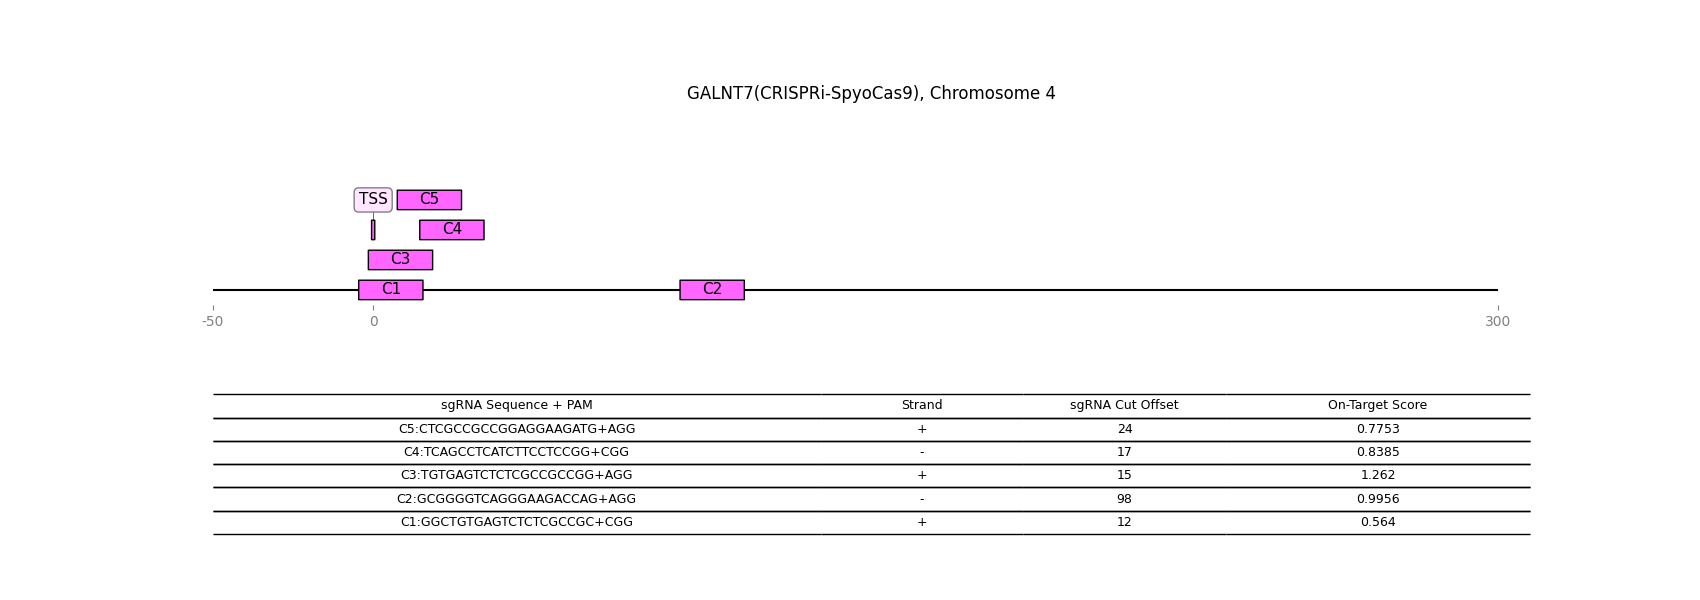 GALNT7(CRISPRi-SpyoCas9), Chromosome 4
TSS C5
C4
C3
C1 C2
-50 0 300
sgRNA Sequence + PAM Strand sgRNA Cut Offset On-Target Score
C5:CTCGCCGCCGGAGGAAGATG+AGG + 24 0.7753
C4:TCAGCCTCATCTTCCTCCGG+CGG - 17 0.8385
C3:TGTGAGTCTCTCGCCGCCGG+AGG + 15 1.262
C2:GCGGGGTCAGGGAAGACCAG+AGG - 98 0.9956
C1:GGCTGTGAGTCTCTCGCCGC+CGG + 12 0.564